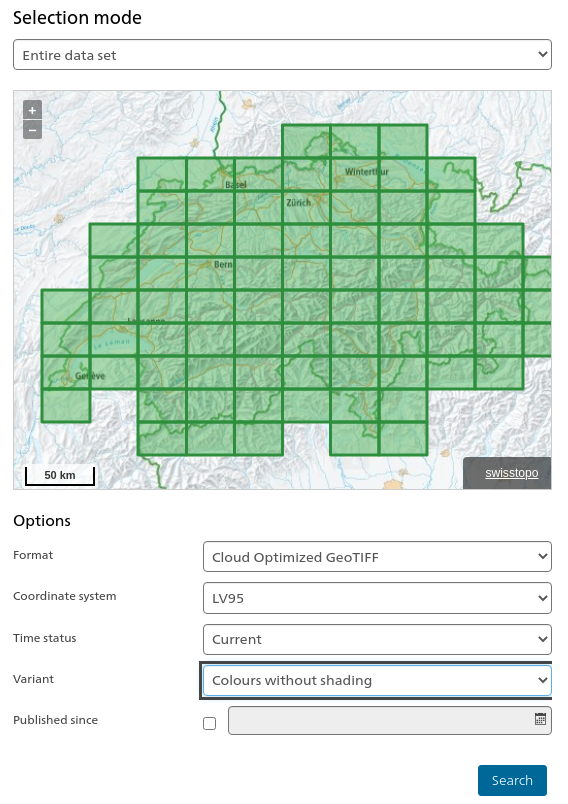 Selection mode
Entire data set
+
–
Basel
Winterthur
Zürich
Bern
Lausanne
Le Léman
Genève
50 km
swisstopo
Options
Format
Cloud Optimized GeoTIFF
Coordinate system
LV95
Time status
Current
Variant
Colours without shading
Published since
Search